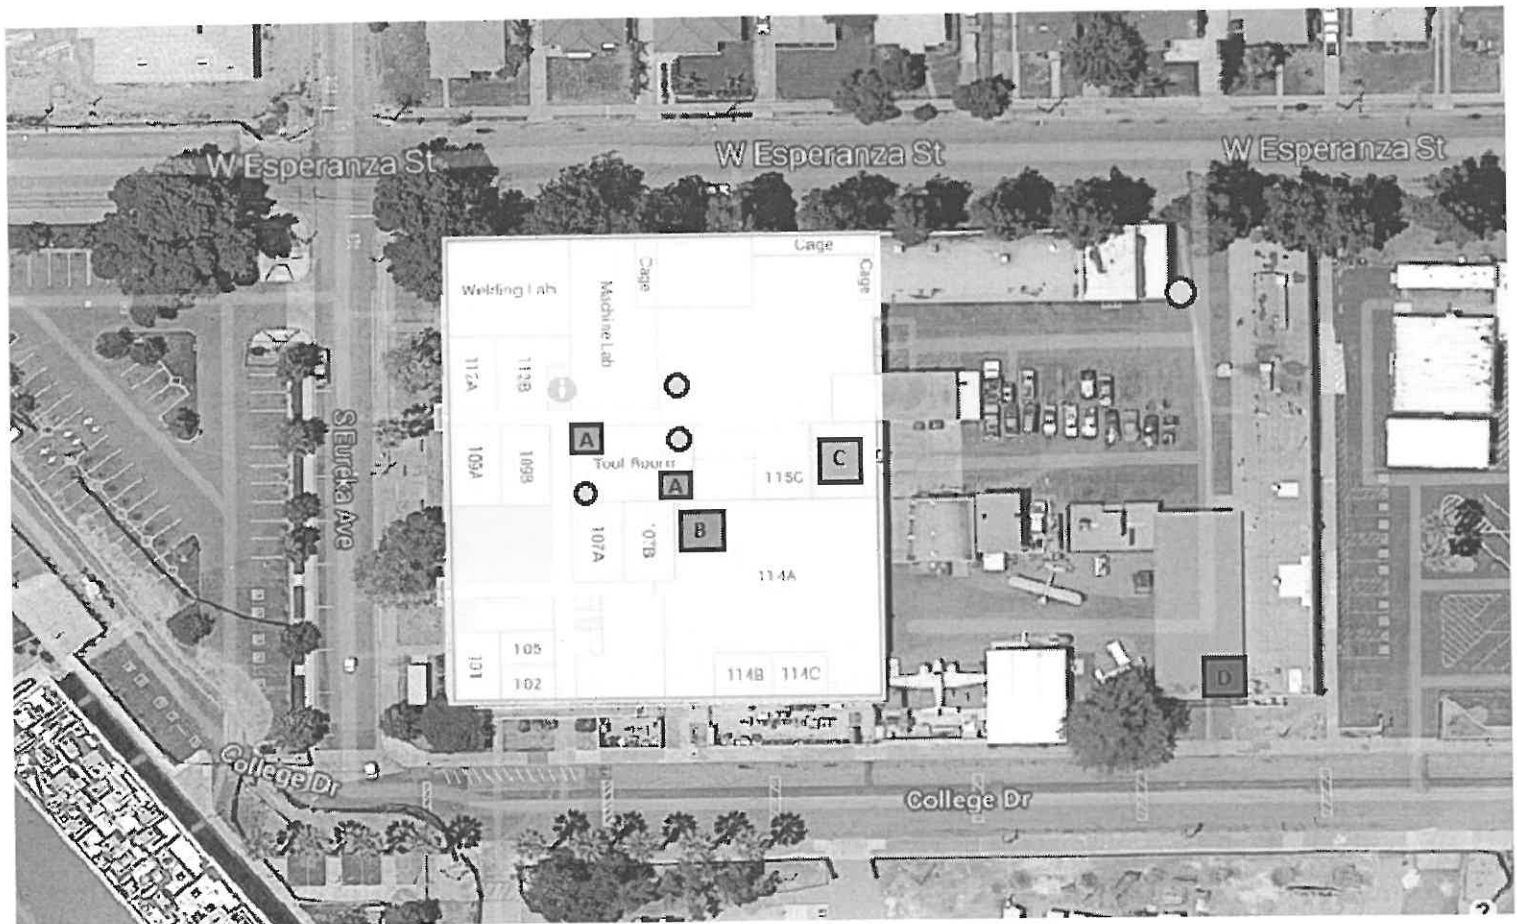 W Esperanza St
W Esperanza St
W Esperanza St
Cage
Cage
Cage
Welding Lab
Machine Lab
112A
112B
S Eureka Ave
A
109A
109B
Tool Room
A
115C
C
B
107A
107B
114A
105
101
102
114B
114C
D
College Dr
College Dr